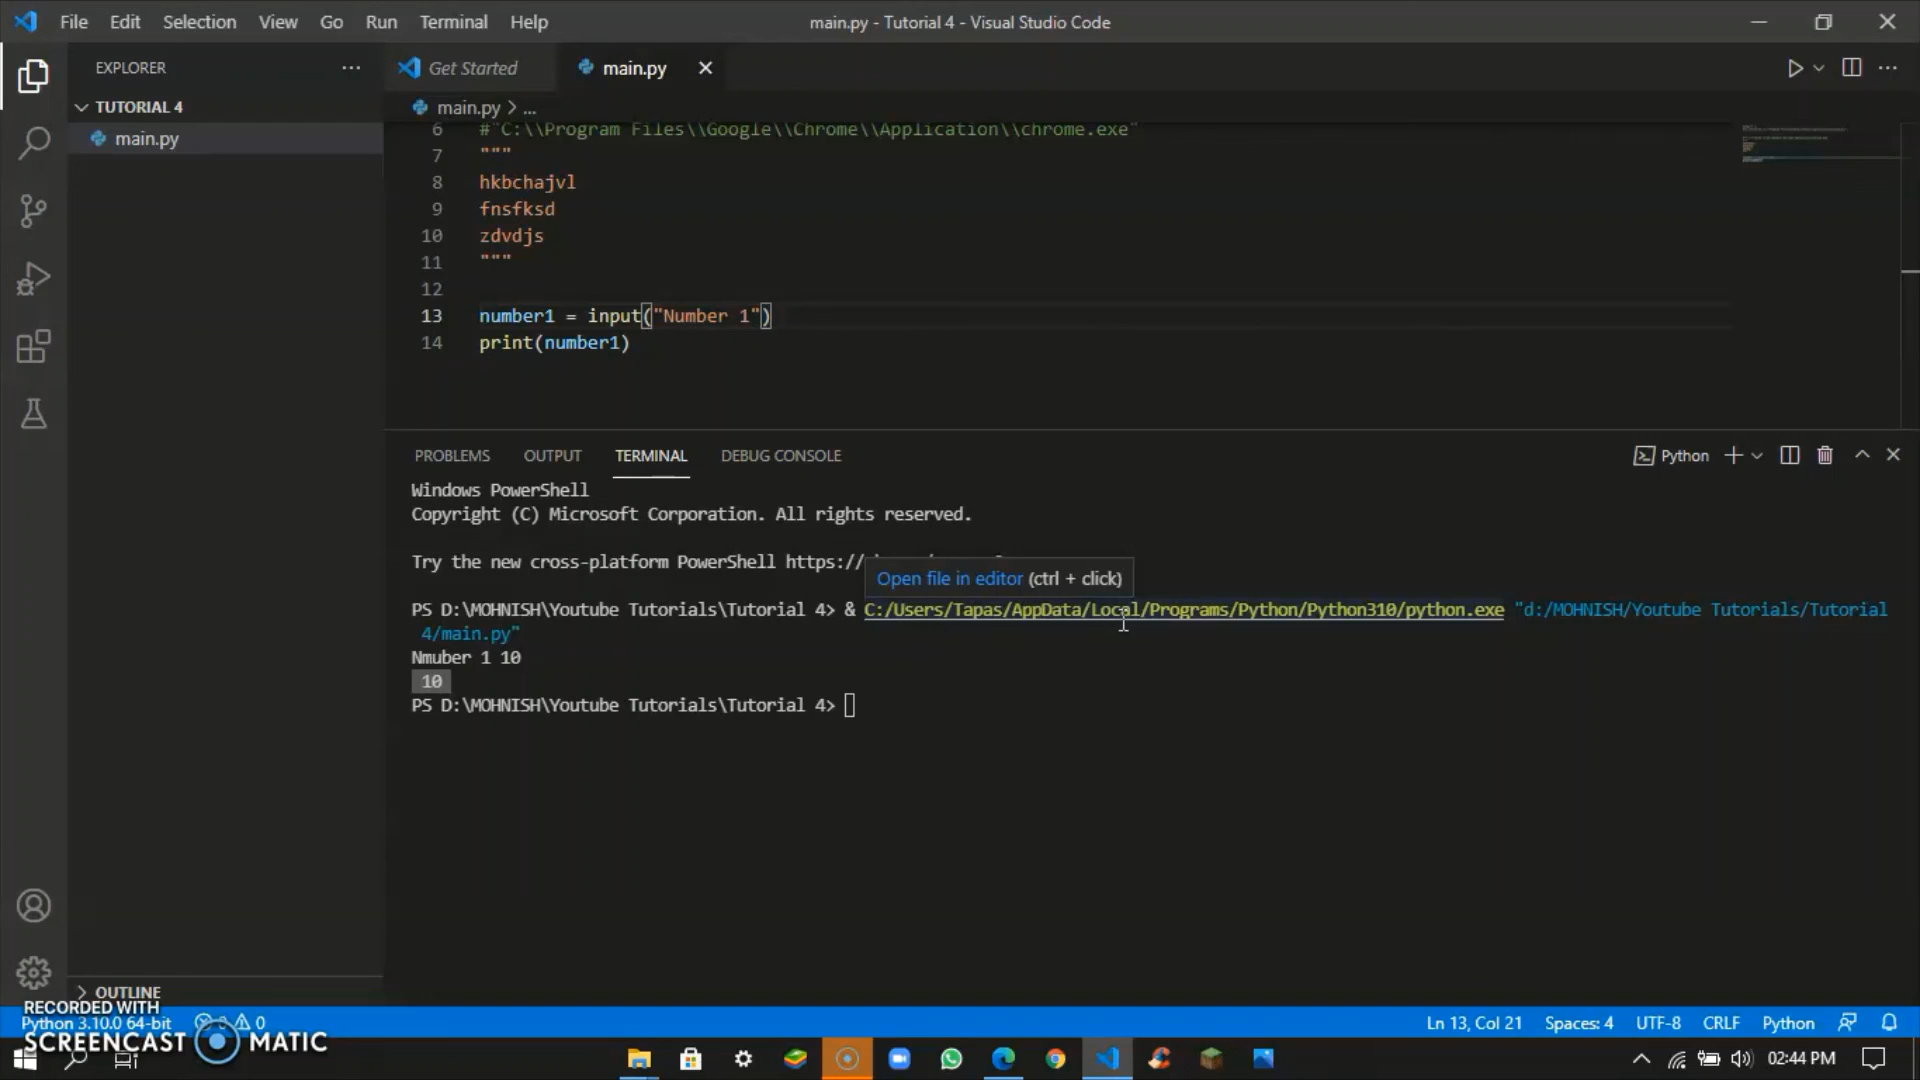 File Edit Selection View Go Run Terminal Help
main.py - Tutorial 4 - Visual Studio Code
EXPLORER
Get Started
main.py
TUTORIAL 4
main.py
main.py > ...
6 #"C:\\Program Files\\Google\\Chrome\\Application\\chrome.exe"
7 """
8 hkbchajvl
9 fnsfksd
10 zdvdjs
11 """
12
13 number1 = input("Number 1")
14 print(number1)
PROBLEMS OUTPUT TERMINAL DEBUG CONSOLE
Python
Windows PowerShell
Copyright (C) Microsoft Corporation. All rights reserved.
Try the new cross-platform PowerShell https://
Open file in editor (ctrl + click)
PS D:\MOHNISH\Youtube Tutorials\Tutorial 4> & C:/Users/Tapas/AppData/Local/Programs/Python/Python310/python.exe "d:/MOHNISH/Youtube Tutorials/Tutorial
4/main.py"
Nmuber 1 10
10
PS D:\MOHNISH\Youtube Tutorials\Tutorial 4>
OUTLINE
RECORDED WITH
Python 3.10.0 64-bit 0
Ln 13, Col 21 Spaces: 4 UTF-8 CRLF Python
SCREENCAST MATIC
02:44 PM